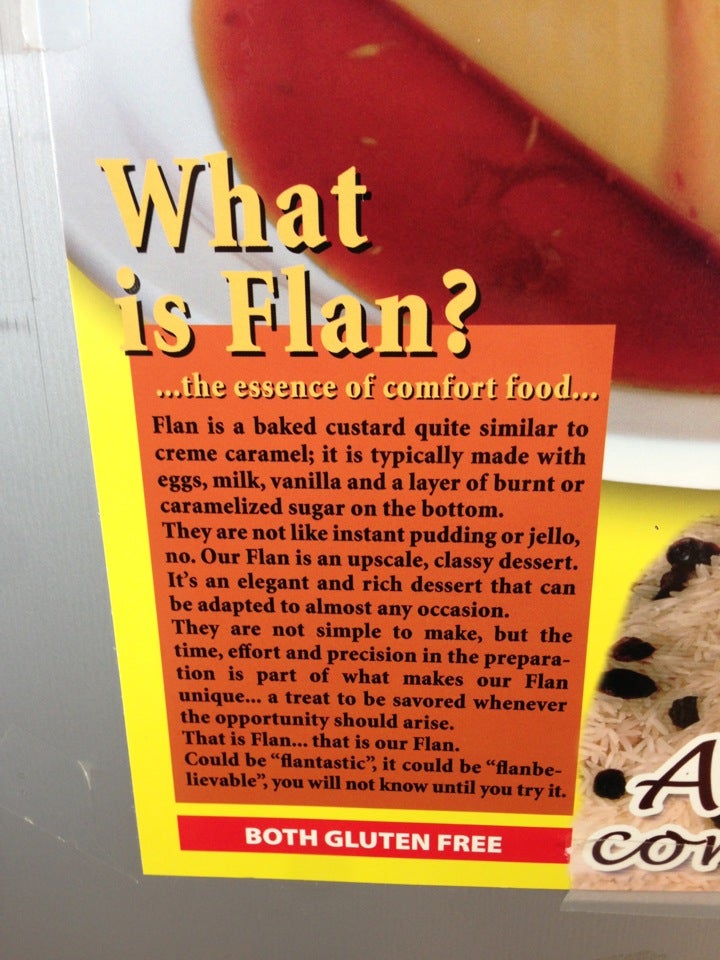 What
is Flan?
...the essence of comfort food...
Flan is a baked custard quite similar to
creme caramel; it is typically made with
eggs, milk, vanilla and a layer of burnt or
caramelized sugar on the bottom.
They are not like instant pudding or jello,
no. Our Flan is an upscale, classy dessert.
It's an elegant and rich dessert that can
be adapted to almost any occasion.
They are not simple to make, but the
time, effort and precision in the prepara-
tion is part of what makes our Flan
unique... a treat to be savored whenever
the opportunity should arise.
That is Flan... that is our Flan.
Could be "flantastic", it could be "flanbe-
lievable", you will not know until you try it.
BOTH GLUTEN FREE